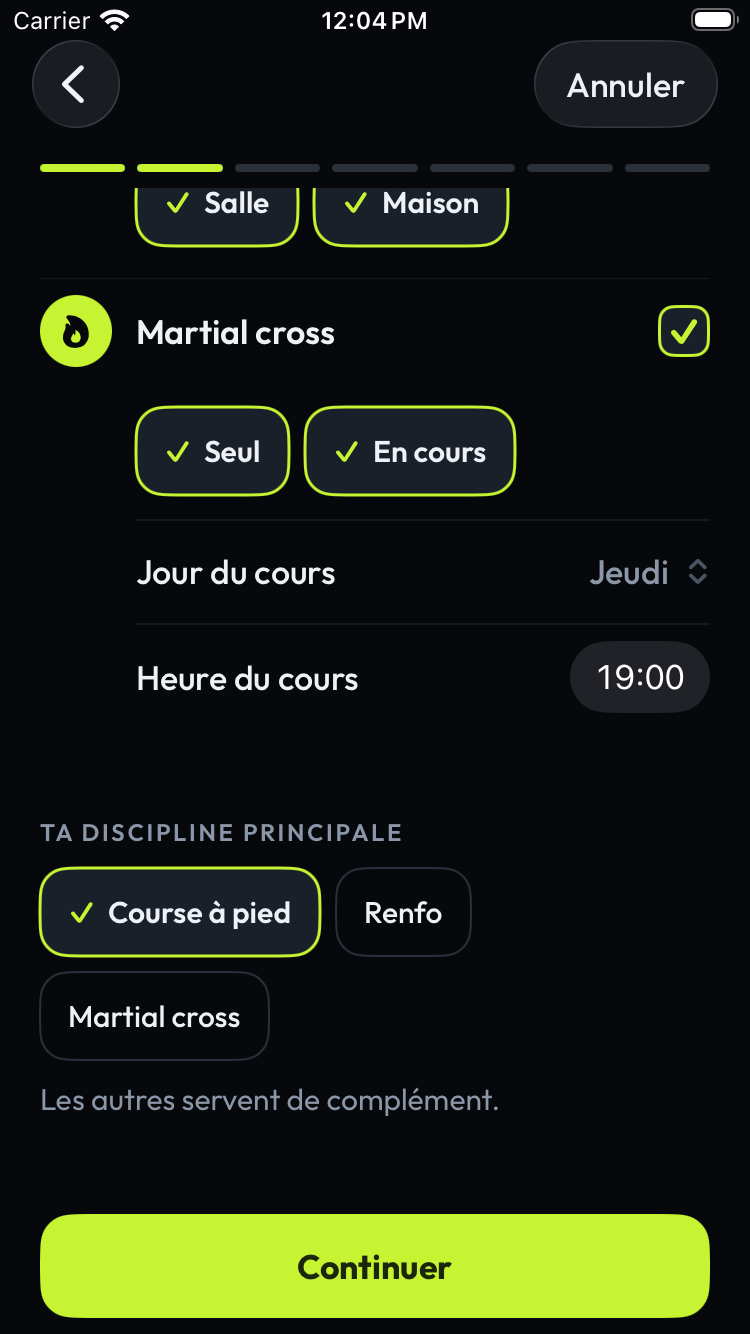 Carrier 12:04 PM
Annuler
Salle Maison
Martial cross
Seul En cours
Jour du cours Jeudi
Heure du cours 19:00
TA DISCIPLINE PRINCIPALE
Course à pied Renfo
Martial cross
Les autres servent de complément.
Continuer